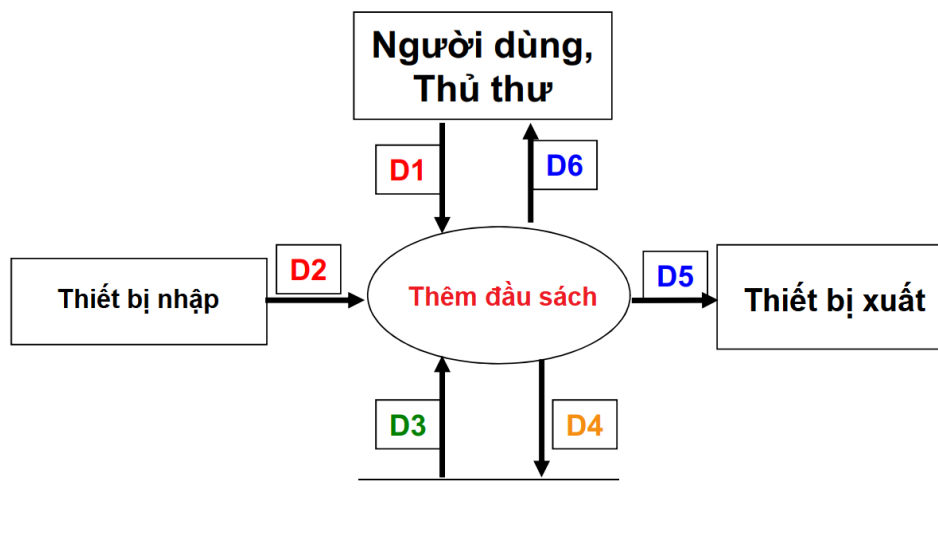 Người dùng,
Thủ thư
D1
D6
D2
D5
Thiết bị nhập
Thêm đầu sách
Thiết bị xuất
D3
D4